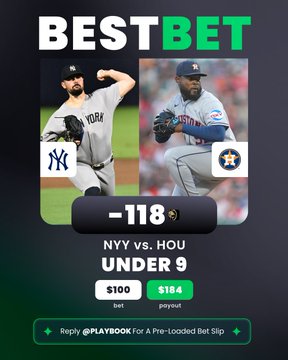 BESTBET
YORK
-118
NYY vs. HOU
UNDER 9
$100 $184
bet payout
Reply @PLAYBOOK For A Pre-Loaded Bet Slip